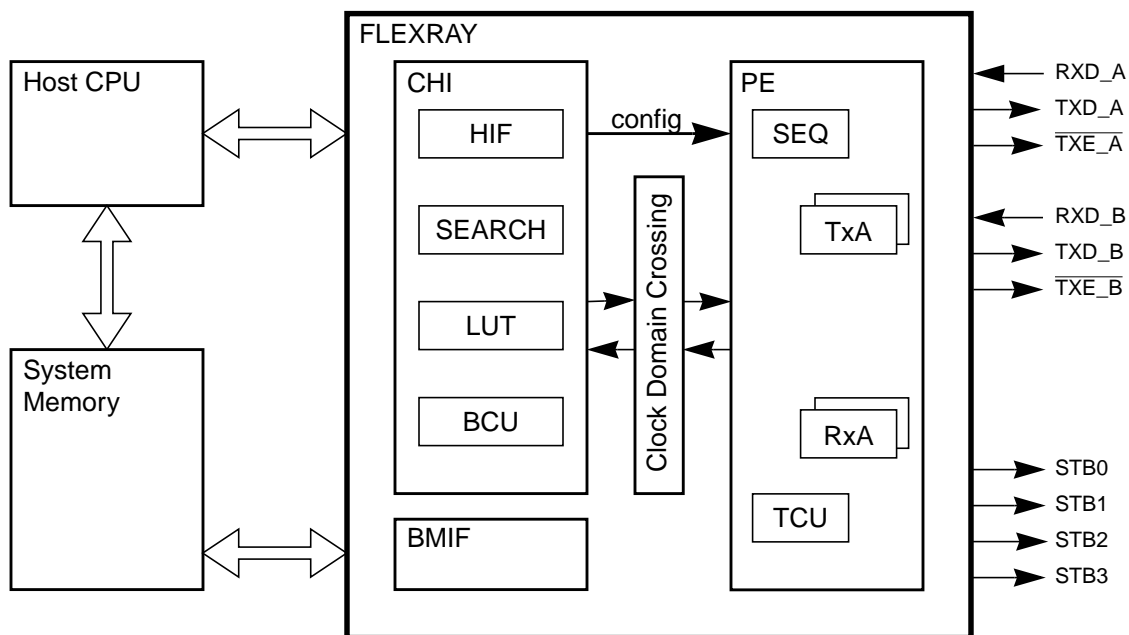 FLEXRAY
Host CPU
CHI
PE
HIF
config
SEQ
SEARCH
TxA
LUT
Clock Domain Crossing
System
Memory
BCU
RxA
BMIF
TCU
RXD_A
TXD_A
TXE_A
RXD_B
TXD_B
TXE_B
STB0
STB1
STB2
STB3